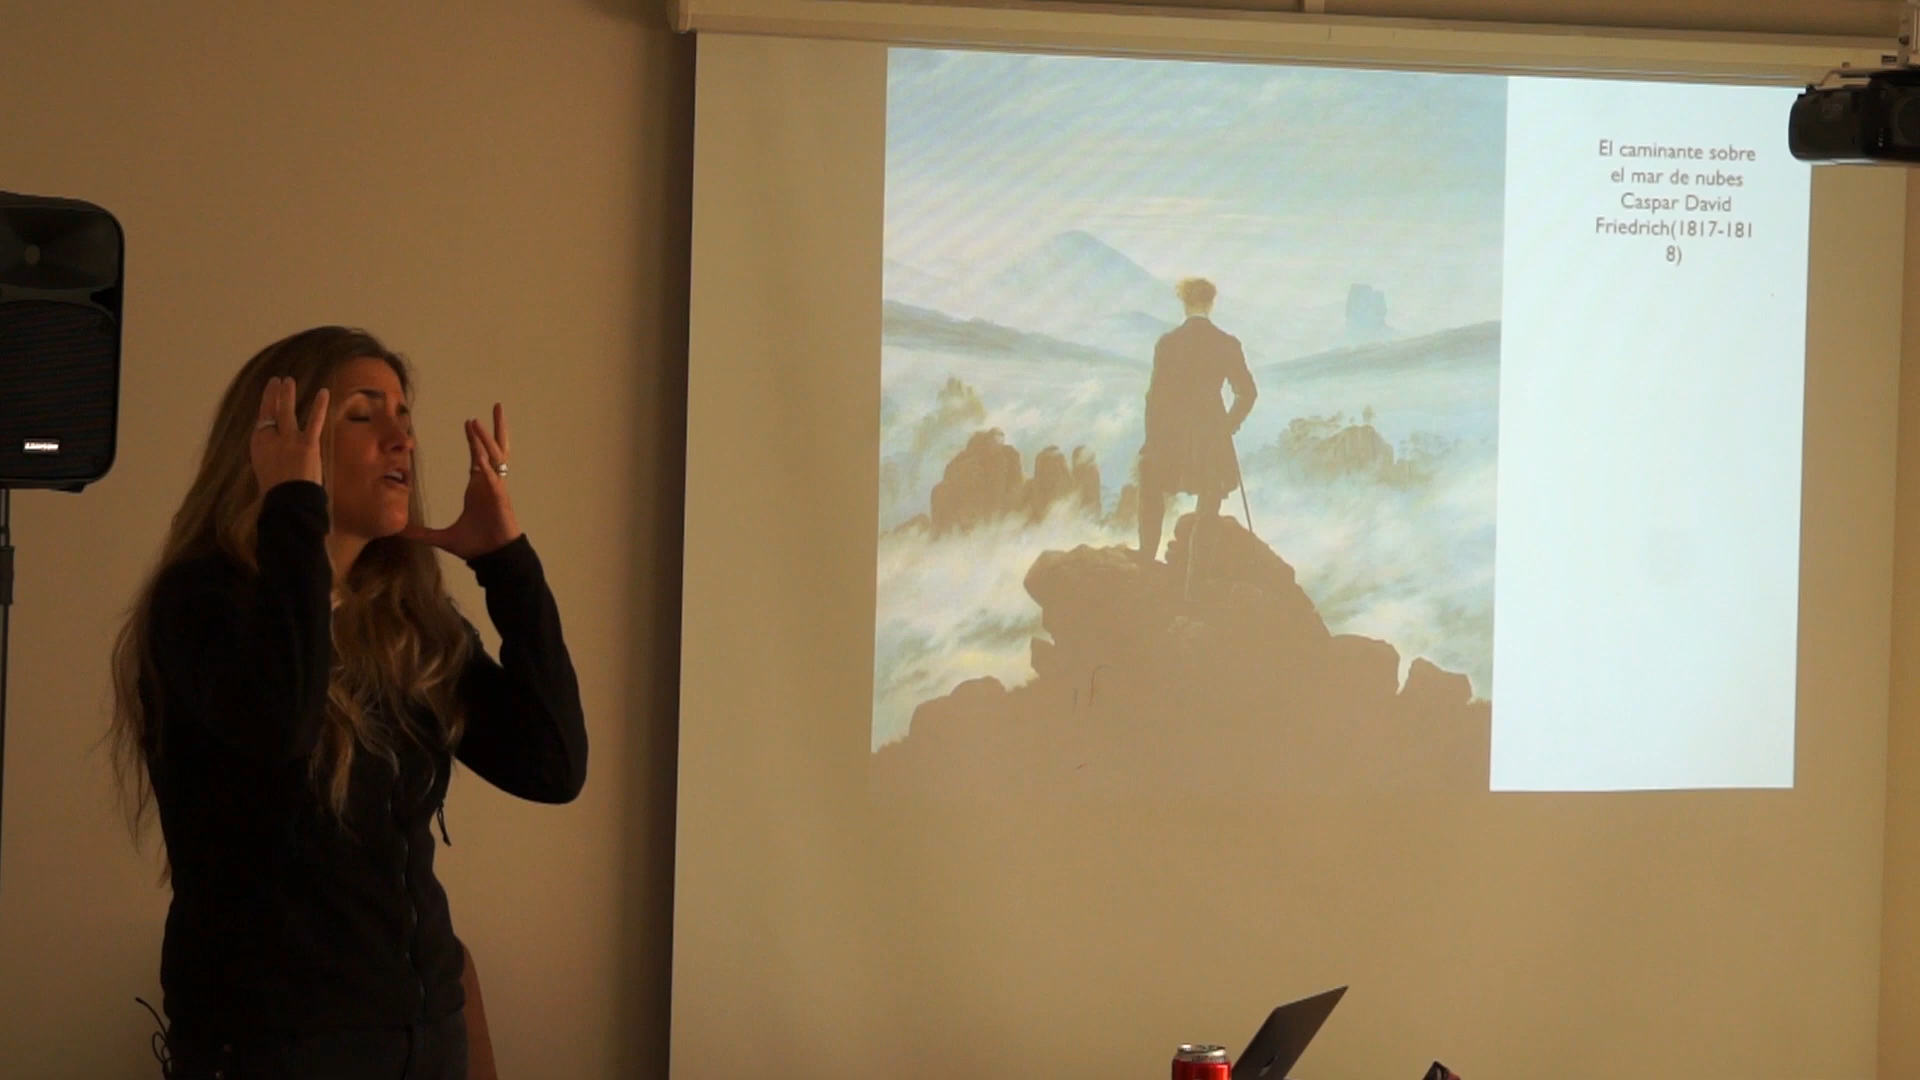 El caminante sobre
el mar de nubes
Caspar David
Friedrich(1817-181
8)